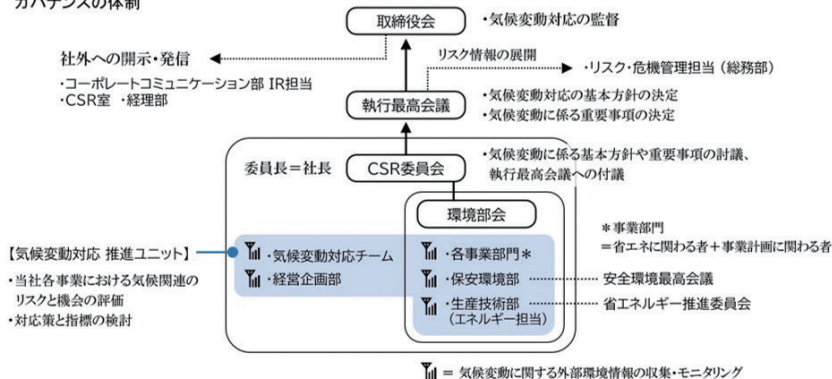 ガバナンスの体制
取締役会
・気候変動対応の監督
社外への開示・発信
リスク情報の展開
・コーポレートコミュニケーション部 IR担当
・CSR室 ・経理部
・リスク・危機管理担当（総務部）
執行最高会議
・気候変動対応の基本方針の決定
・気候変動に係る重要事項の決定
委員長＝社長
CSR委員会
・気候変動に係る基本方針や重要事項の討議、
執行最高会議への付議
環境部会
＊事業部門
＝省エネに関わる者＋事業計画に関わる者
【気候変動対応 推進ユニット】
・当社各事業における気候関連の
リスクと機会の評価
・対応策と指標の検討
・気候変動対応チーム
・経営企画部
・各事業部門＊
・保安環境部
安全環境最高会議
・生産技術部
（エネルギー担当）
省エネルギー推進委員会
＝ 気候変動に関する外部環境情報の収集・モニタリング